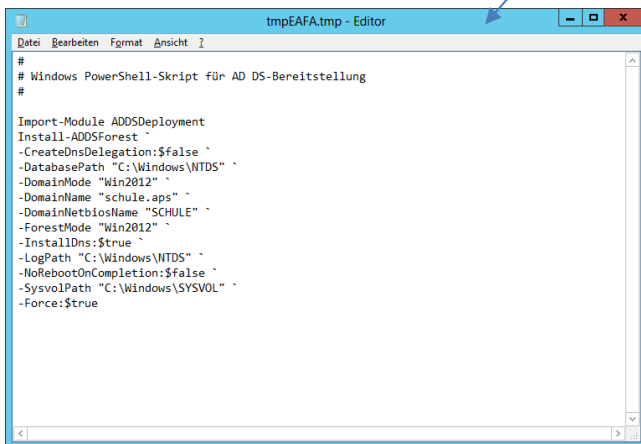 tmpEAFA.tmp - Editor
Datei Bearbeiten Format Ansicht ?
#
# Windows PowerShell-Skript für AD DS-Bereitstellung
#
Import-Module ADDSDeployment
Install-ADDSForest `
-CreateDnsDelegation:$false `
-DatabasePath "C:\Windows\NTDS" `
-DomainMode "Win2012" `
-DomainName "schule.aps" `
-DomainNetbiosName "SCHULE" `
-ForestMode "Win2012" `
-InstallDns:$true `
-LogPath "C:\Windows\NTDS" `
-NoRebootOnCompletion:$false `
-SysvolPath "C:\Windows\SYSVOL" `
-Force:$true